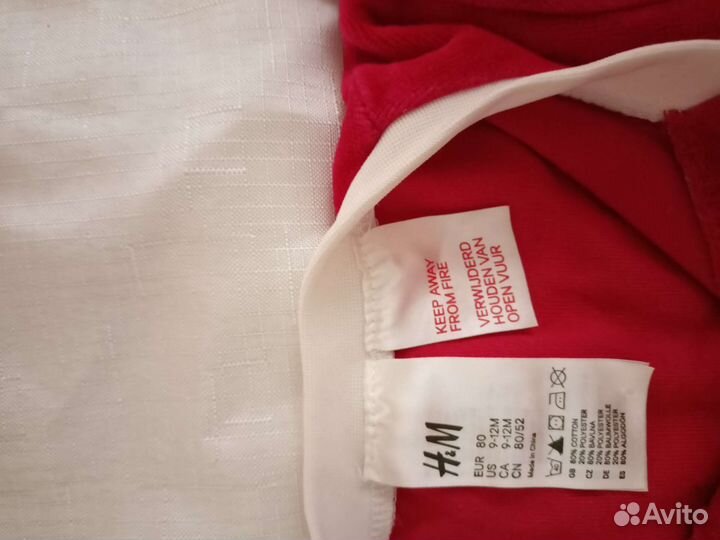 KEEP AWAY
FROM FIRE
VERWIJDERD
HOUDEN VAN
OPEN VUUR
H&M
EUR 80
US 9-12M
CA 9-12M
CN 80/52
Made in China
40
GB 80% COTTON
20% POLYESTER
CZ 80% BAVLNA
20% POLYESTER
DE 80% BAUMWOLLE
20% POLYESTER
ES 80% ALGODON
Avito